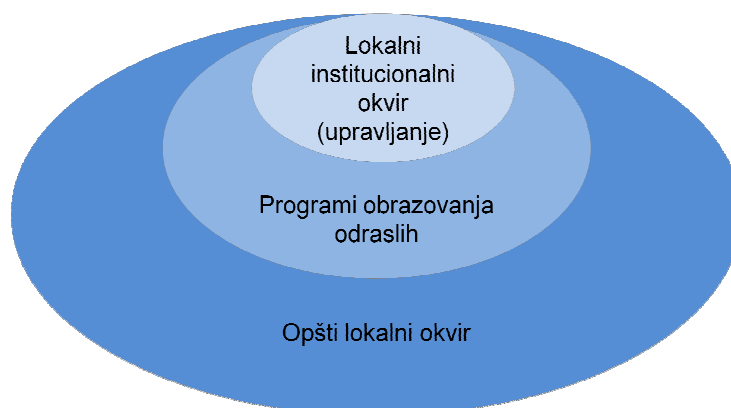 Lokalni
institucionalni
okvir
(upravljanje)
Programi obrazovanja
odraslih
Opšti lokalni okvir